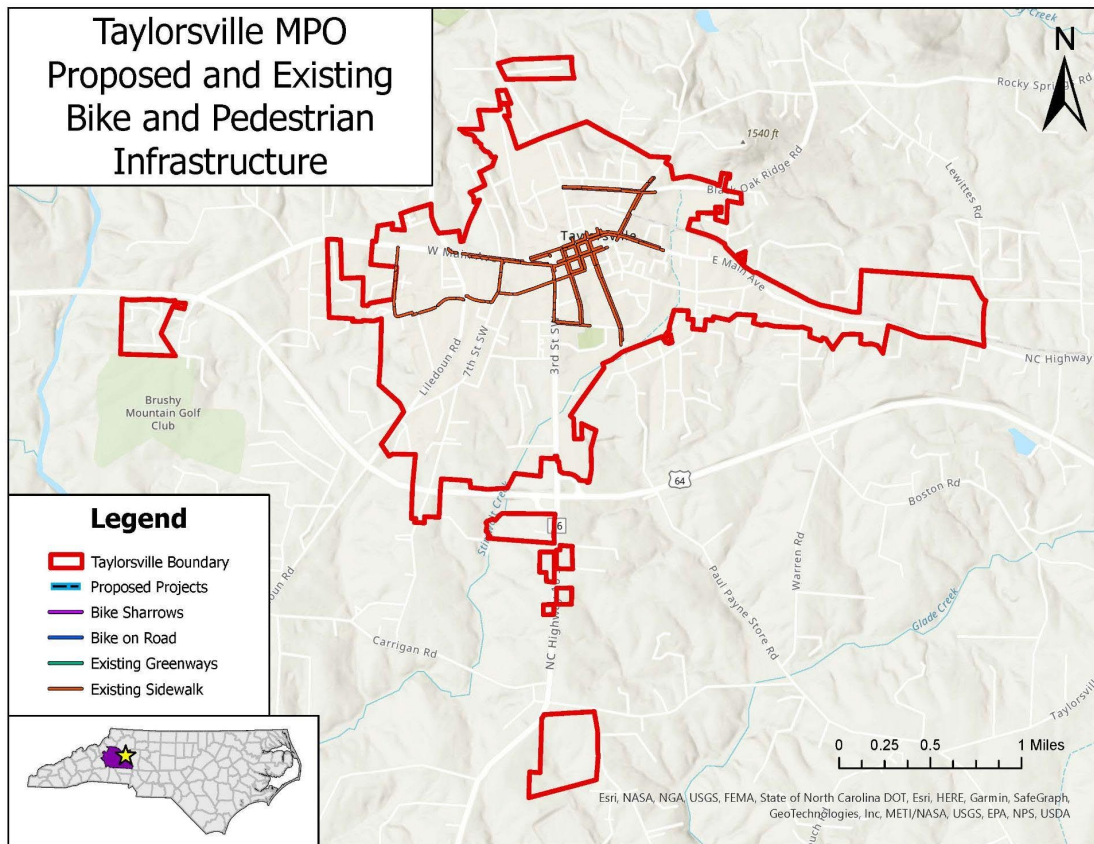 Taylorsville MPO
Proposed and Existing
Bike and Pedestrian
Infrastructure
N
Creek
Rocky Springs Rd
1540 ft
Black Oak Ridge Rd
Lewittes Rd
Taylorsville
W Main
E Main Ave
NC Highway
Liledoun Rd
7th St SW
3rd St SW
Brushy
Mountain Golf
Club
64
Boston Rd
Warren Rd
Paul Payne Store Rd
Glade Creek
Carrigan Rd
NC Highway
Taylorsville
Legend
Taylorsville Boundary
Proposed Projects
Bike Sharrows
Bike on Road
Existing Greenways
Existing Sidewalk
0 0.25 0.5 1 Miles
Esri, NASA, NGA, USGS, FEMA, State of North Carolina DOT, Esri, HERE, Garmin, SafeGraph,
GeoTechnologies, Inc, METI/NASA, USGS, EPA, NPS, USDA